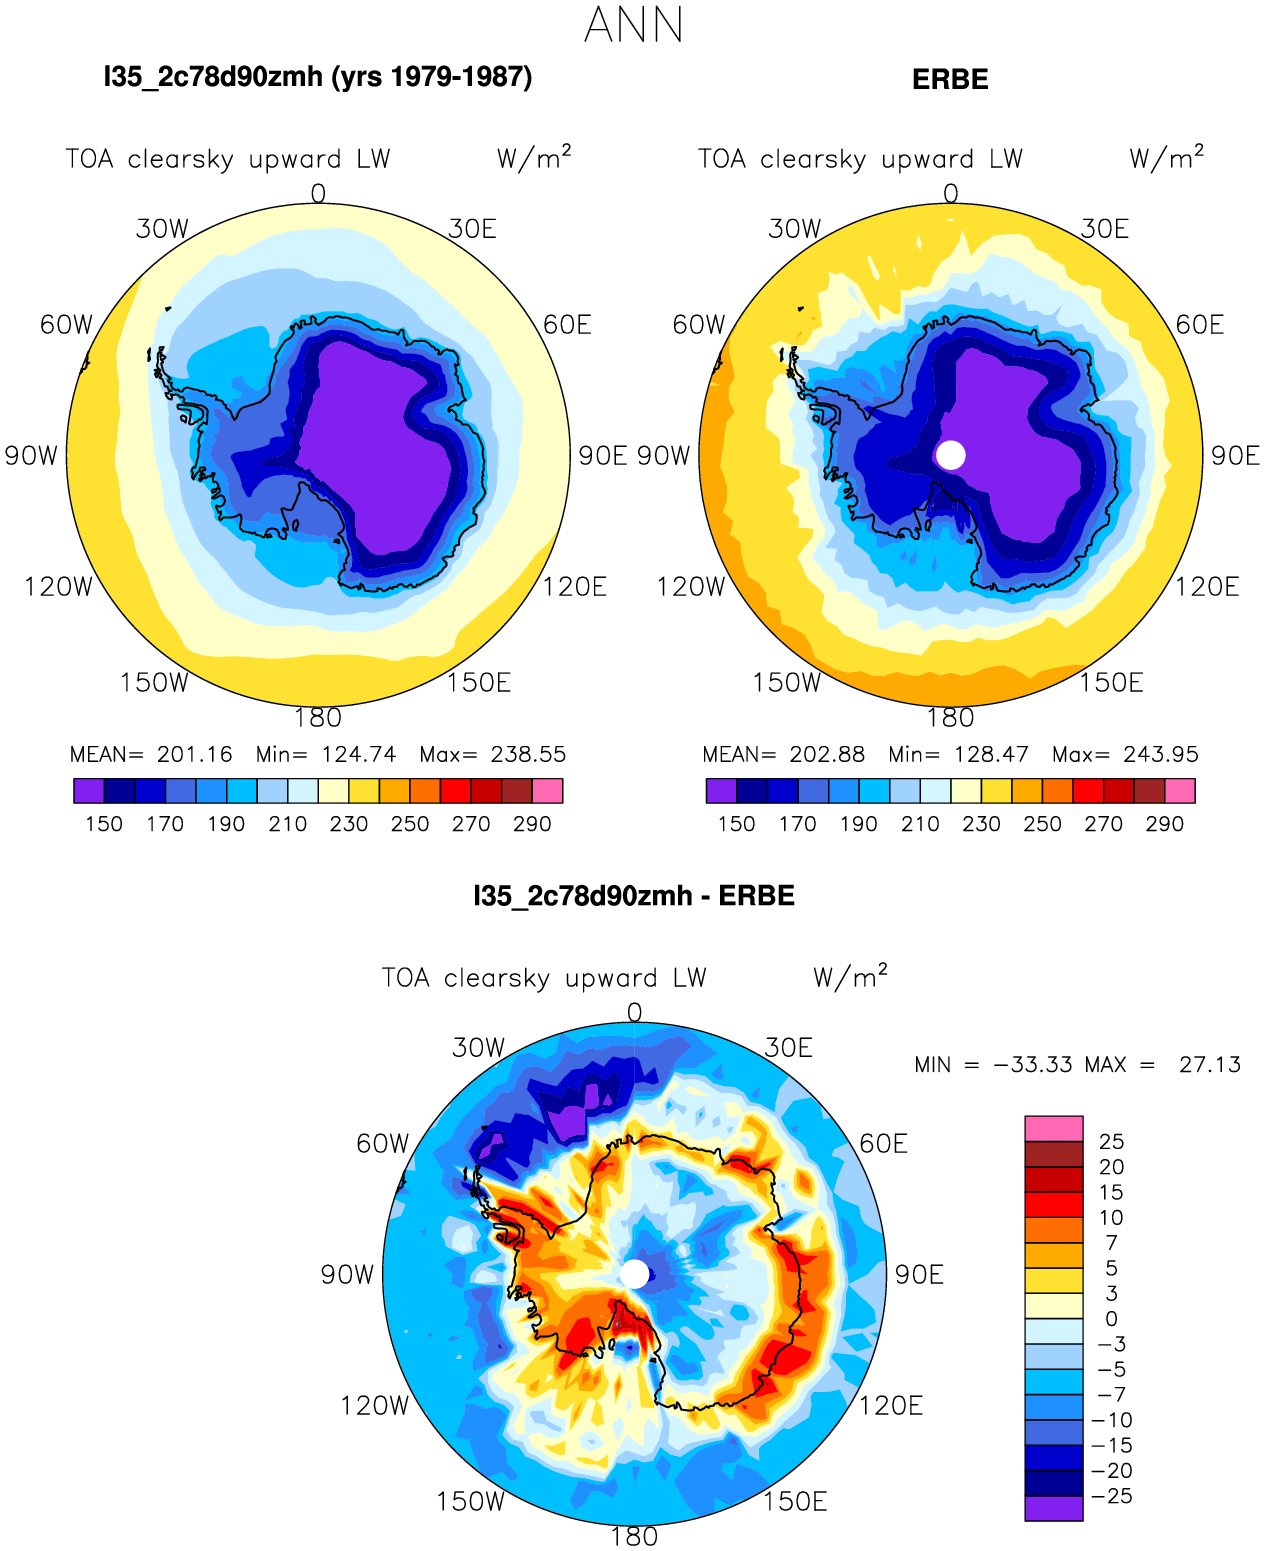 ANN
l35_2c78d90zmh (yrs 1979-1987)
ERBE
TOA clearsky upward LW W/m²
TOA clearsky upward LW W/m²
0
30W 30E
60W 60E
90W 90E
120W 120E
150W 150E
180
0
30W 30E
60W 60E
90W 90E
120W 120E
150W 150E
180
MEAN= 201.16 Min= 124.74 Max= 238.55
150 170 190 210 230 250 270 290
MEAN= 202.88 Min= 128.47 Max= 243.95
150 170 190 210 230 250 270 290
l35_2c78d90zmh - ERBE
TOA clearsky upward LW W/m²
0
30W 30E
60W 60E
90W 90E
120W 120E
150W 150E
180
MIN = -33.33 MAX = 27.13
25
20
15
10
7
5
3
0
-3
-5
-7
-10
-15
-20
-25